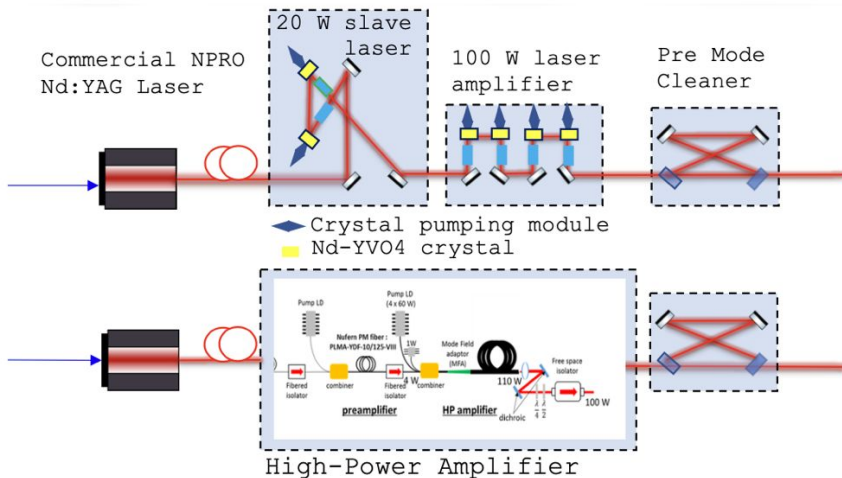 20 W slave
laser
Commercial NPRO
Nd:YAG Laser
100 W laser
amplifier
Pre Mode
Cleaner
Crystal pumping module
Nd-YVO4 crystal
Pump LD
Pump LD
(4 x 60 W)
Nufern PM fiber :
PLMA-YDF-10/125-VIII
1W
Mode Field
adaptor
(MFA)
Free space
isolator
4 W
110 W
Fibered
isolator
combiner
Fibered
isolator
combiner
100 W
preamplifier
HP amplifier
dichroic
λ
4
λ
2
High-Power Amplifier